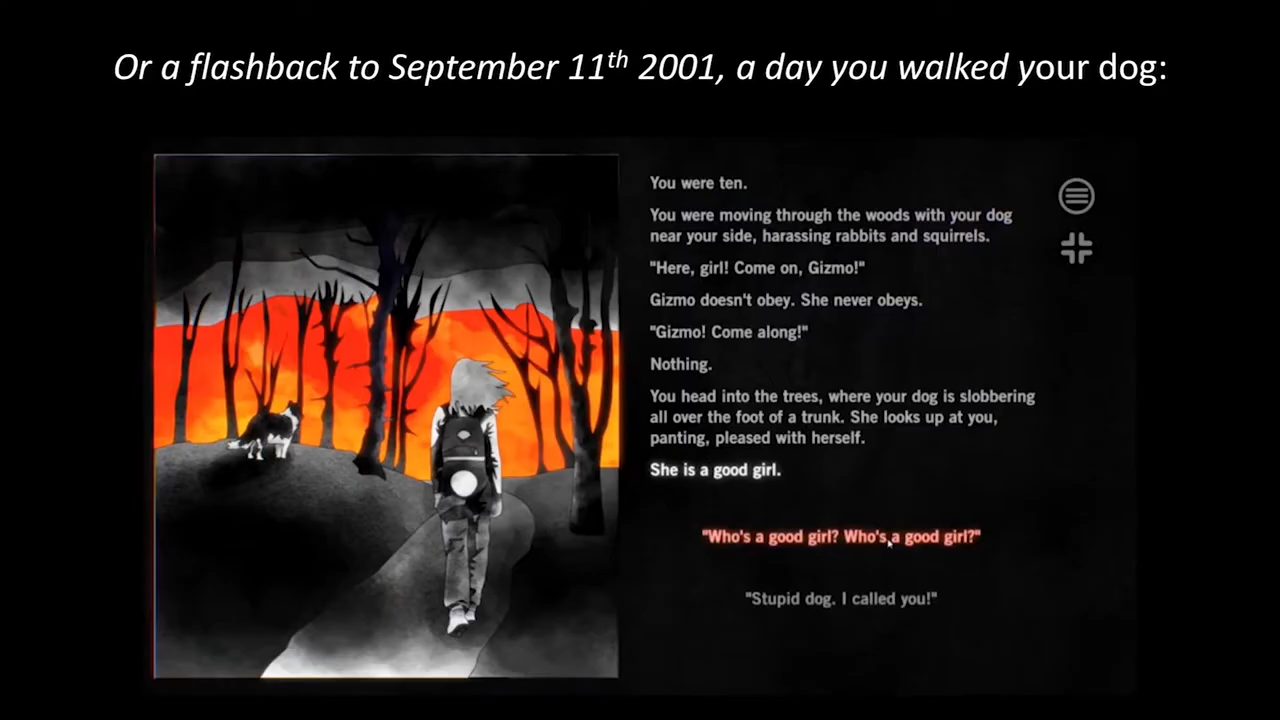 Or a flashback to September 11th 2001, a day you walked your dog:
You were ten.
You were moving through the woods with your dog
near your side, harassing rabbits and squirrels.
"Here, girl! Come on, Gizmo!"
Gizmo doesn't obey. She never obeys.
"Gizmo! Come along!"
Nothing.
You head into the trees, where your dog is slobbering
all over the foot of a trunk. She looks up at you,
panting, pleased with herself.
She is a good girl.
"Who's a good girl? Who's a good girl?"
"Stupid dog. I called you!"